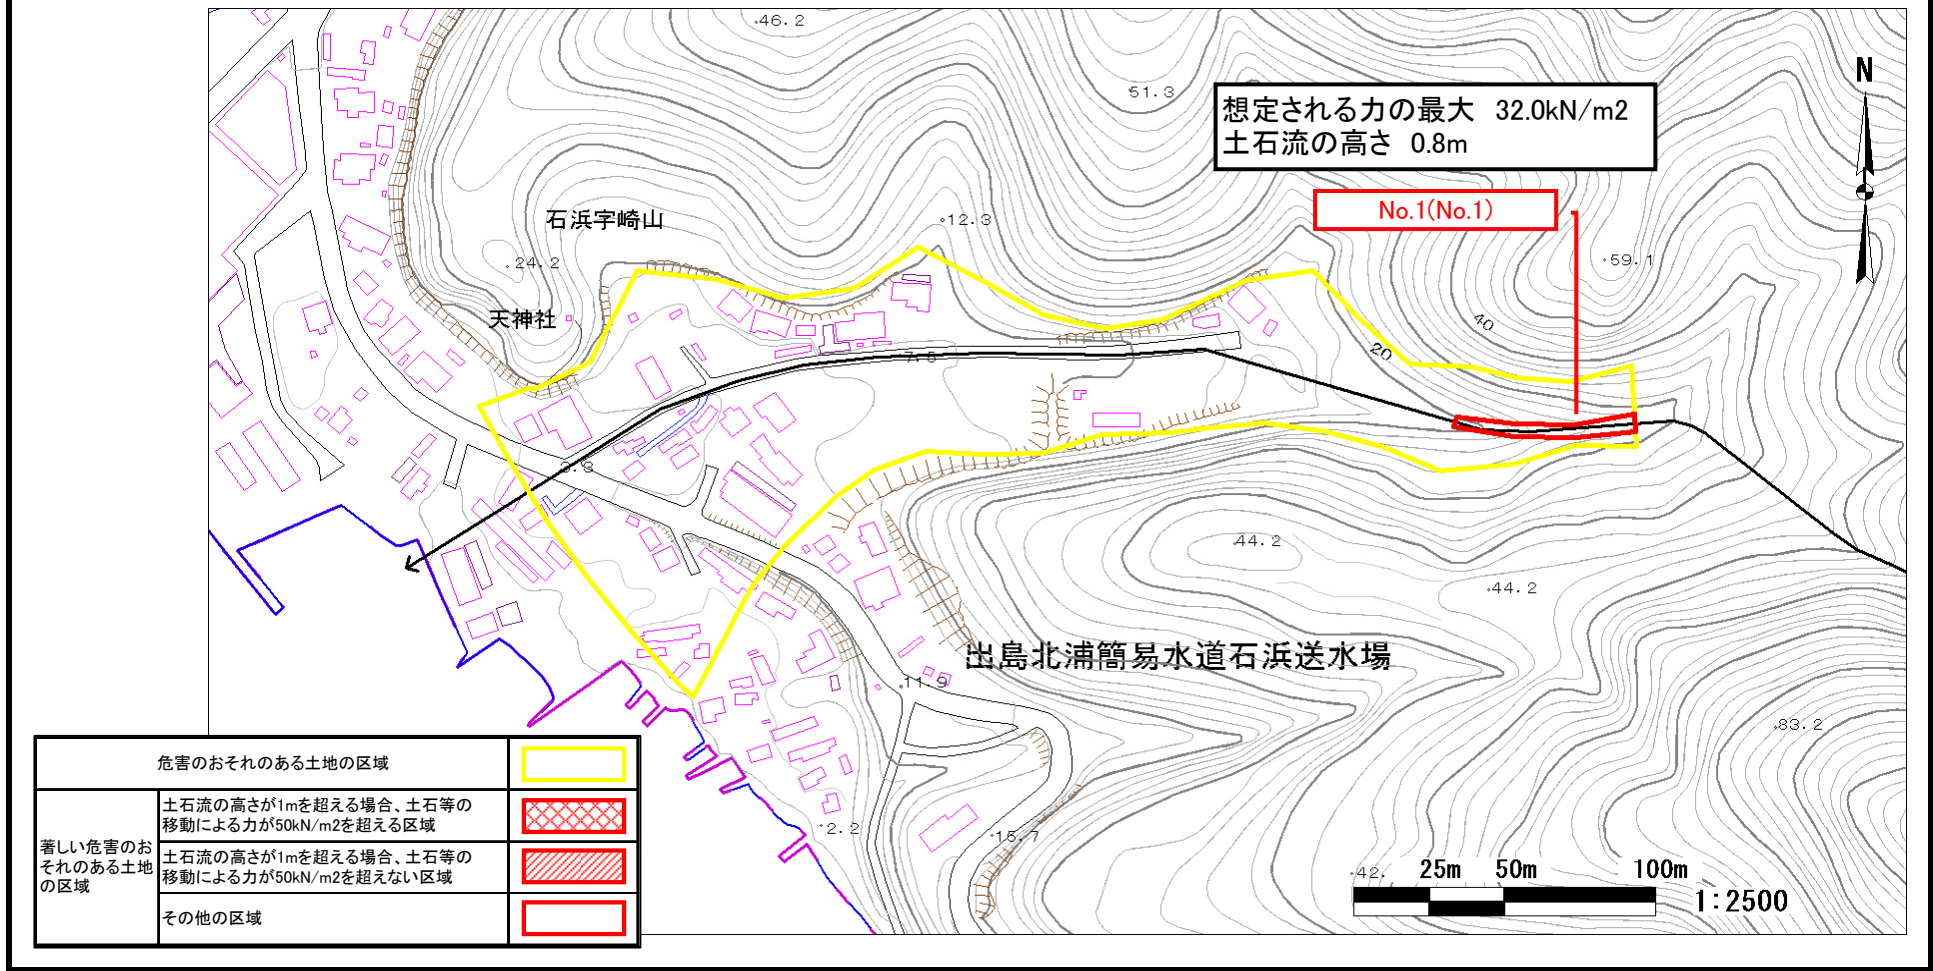 46.2
51.3
想定される力の最大 32.0kN/m2
土石流の高さ 0.8m
N
No.1(No.1)
石浜字崎山
12.3
24.2
59.1
天神社
40
20
7.5
3.8
44.2
44.2
出島北浦簡易水道石浜送水場
11.9
83.2
危害のおそれのある土地の区域
著しい危害のお
それのある土地
の区域
土石流の高さが1mを超える場合、土石等の
移動による力が50kN/m2を超える区域
土石流の高さが1mを超える場合、土石等の
移動による力が50kN/m2を超えない区域
その他の区域
2.2
15.7
42.
25m 50m 100m
1:2500